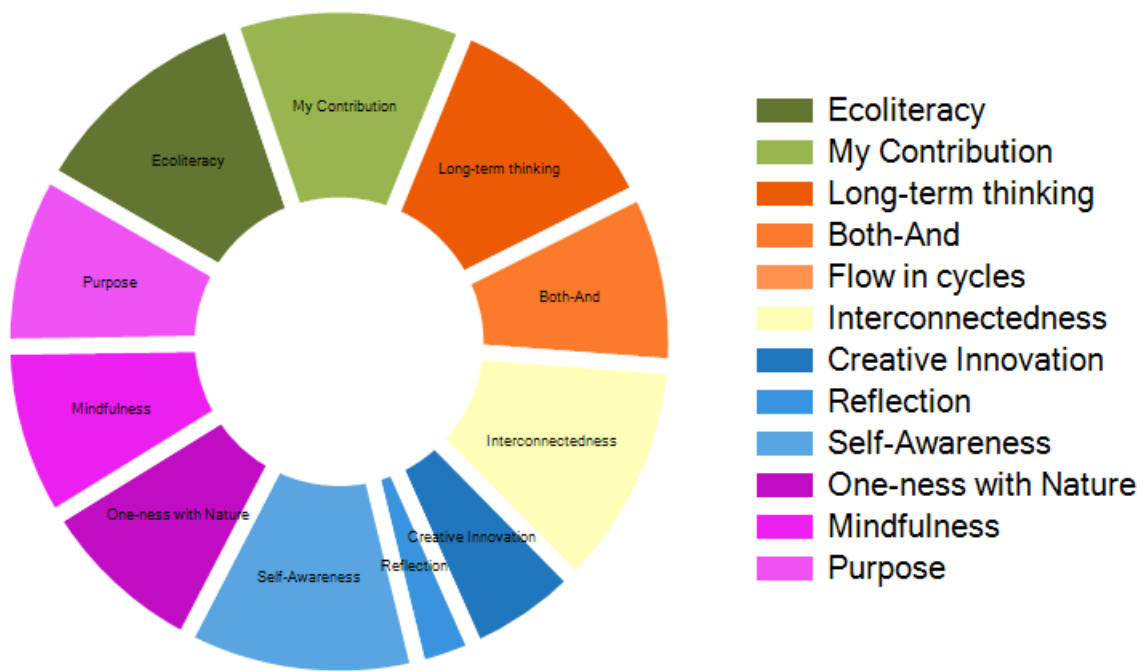 My Contribution
Ecoliteracy
Long-term thinking
Purpose
Both-And
Mindfulness
Interconnectedness
One-ness with Nature
Creative Innovation
Reflection
Self-Awareness
Ecoliteracy
My Contribution
Long-term thinking
Both-And
Flow in cycles
Interconnectedness
Creative Innovation
Reflection
Self-Awareness
One-ness with Nature
Mindfulness
Purpose